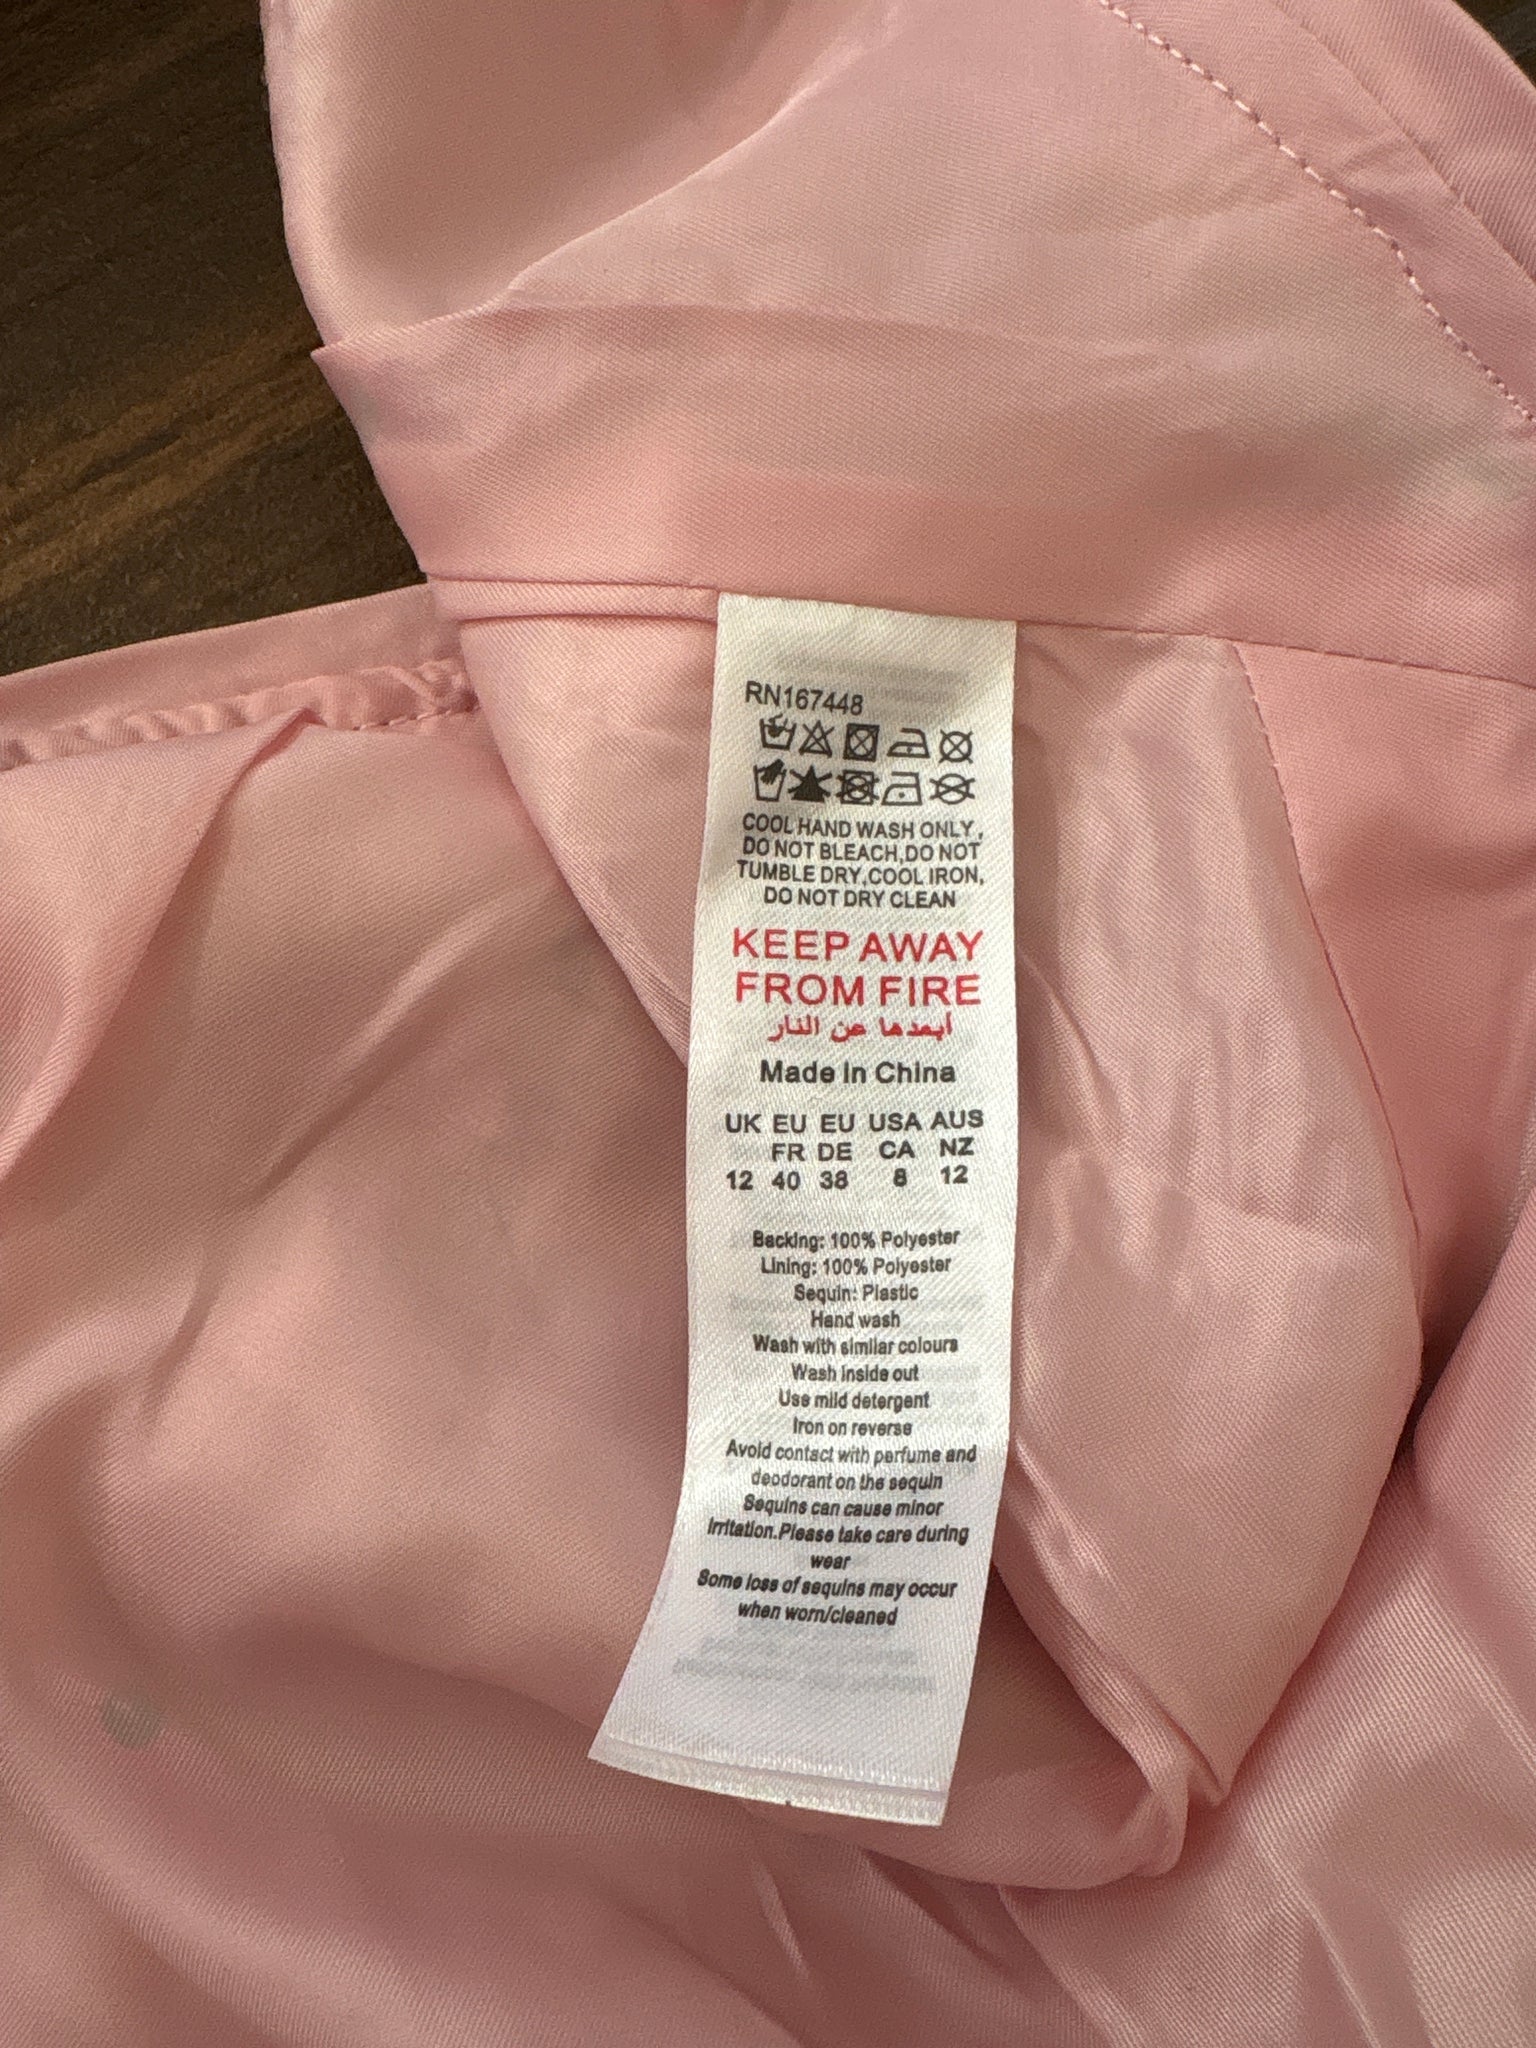 RN167448
COOL HAND WASH ONLY ,
DO NOT BLEACH,DO NOT
TUMBLE DRY,COOL IRON,
DO NOT DRY CLEAN
KEEP AWAY
FROM FIRE
أبعدها عن النار
Made in China
UK EU EU USA AUS
FR DE CA NZ
12 40 38 8 12
Backing: 100% Polyester
Lining: 100% Polyester
Sequin: Plastic
Hand wash
Wash with similar colours
Wash inside out
Use mild detergent
Iron on reverse
Avoid contact with perfume and
deodorant on the sequin
Sequins can cause minor
irritation.Please take care during
wear
Some loss of sequins may occur
when worn/cleaned